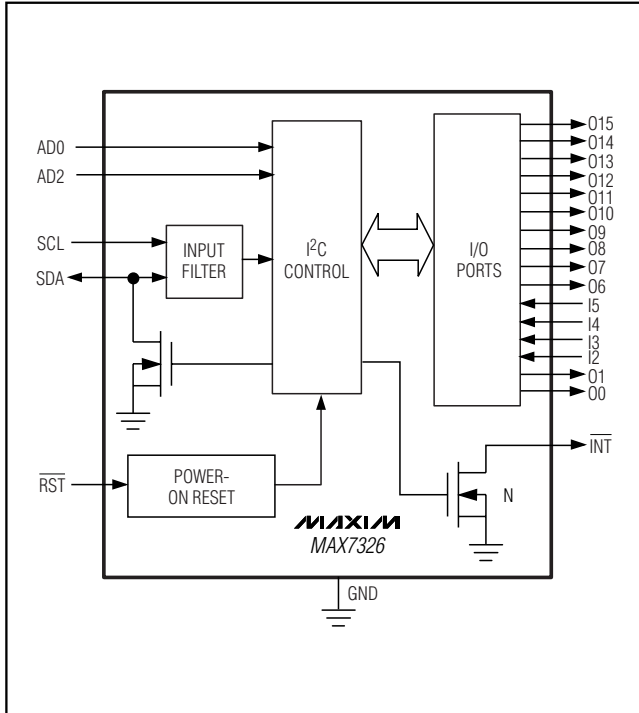 AD0
AD2
SCL
SDA
RST
INPUT
FILTER
I²C
CONTROL
POWER-
ON RESET
I/O
PORTS
O15
O14
O13
O12
O11
O10
O9
O8
O7
O6
I5
I4
I3
I2
O1
O0
INT
N
MAXIM
MAX7326
GND